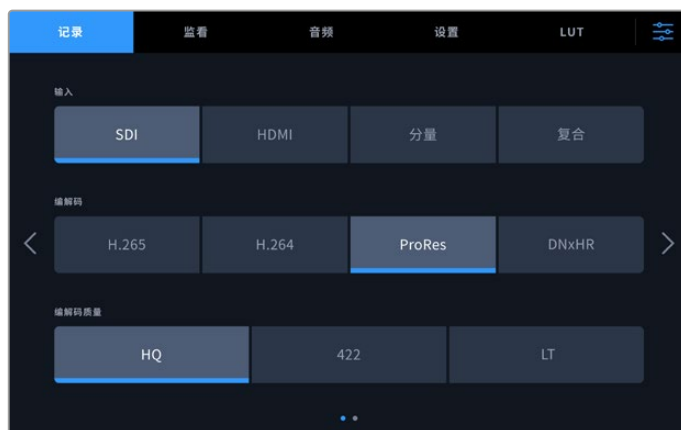 记录 监看 音频 设置 LUT
输入
SDI HDMI 分量 复合
编解码
H.265 H.264 ProRes DNxHR
编解码质量
HQ 422 LT